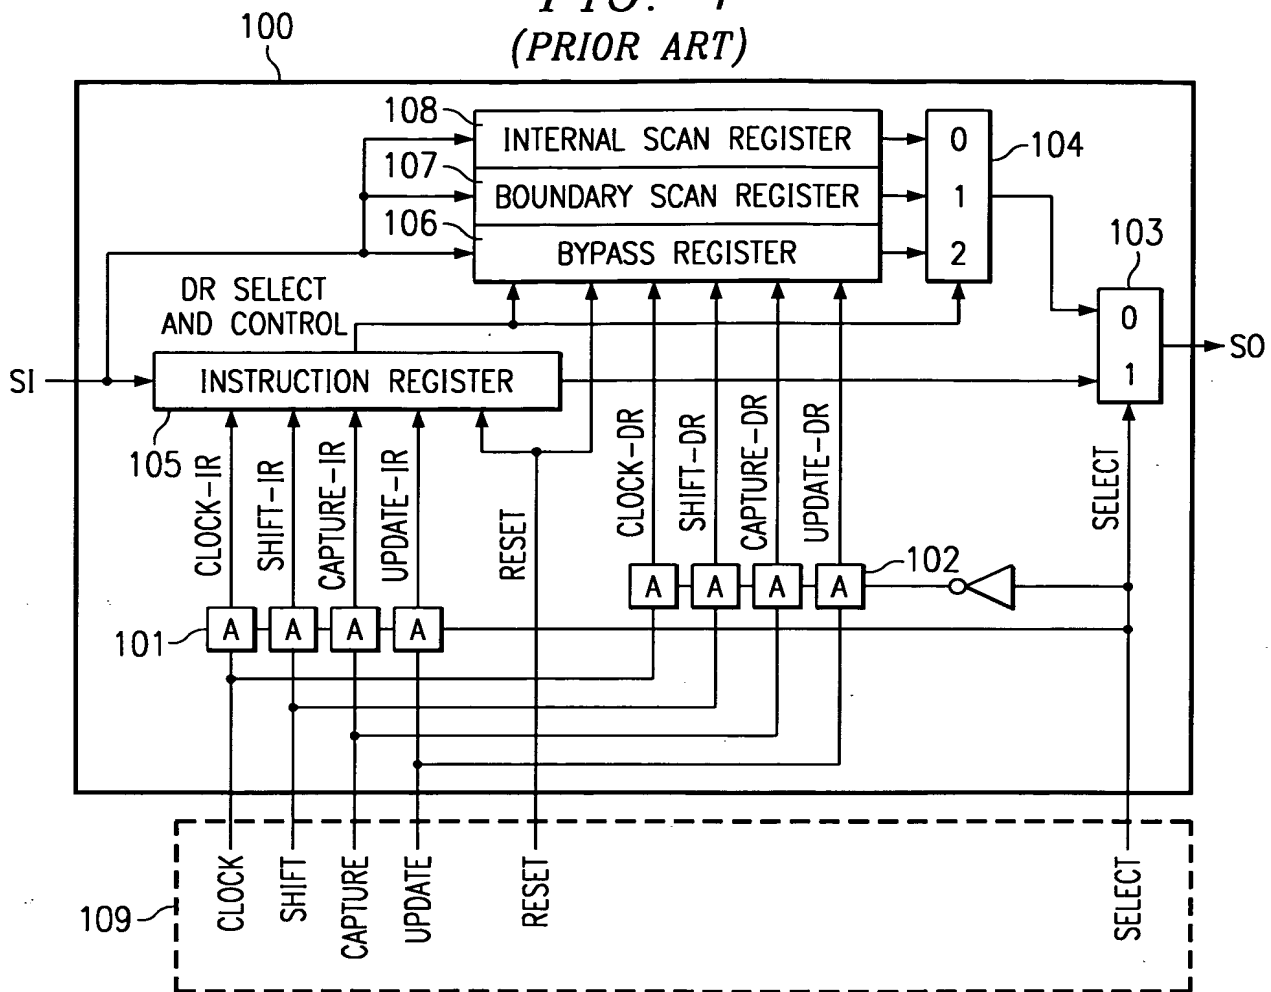 (PRIOR ART)
100
108
INTERNAL SCAN REGISTER
0
104
107
BOUNDARY SCAN REGISTER
1
106
BYPASS REGISTER
2
103
DR SELECT
AND CONTROL
0
SO
SI
INSTRUCTION REGISTER
1
105
CLOCK-IR
SHIFT-IR
CAPTURE-IR
UPDATE-IR
RESET
CLOCK-DR
SHIFT-DR
CAPTURE-DR
UPDATE-DR
SELECT
A A A A
102
101
A A A A
CLOCK
SHIFT
CAPTURE
UPDATE
RESET
SELECT
109